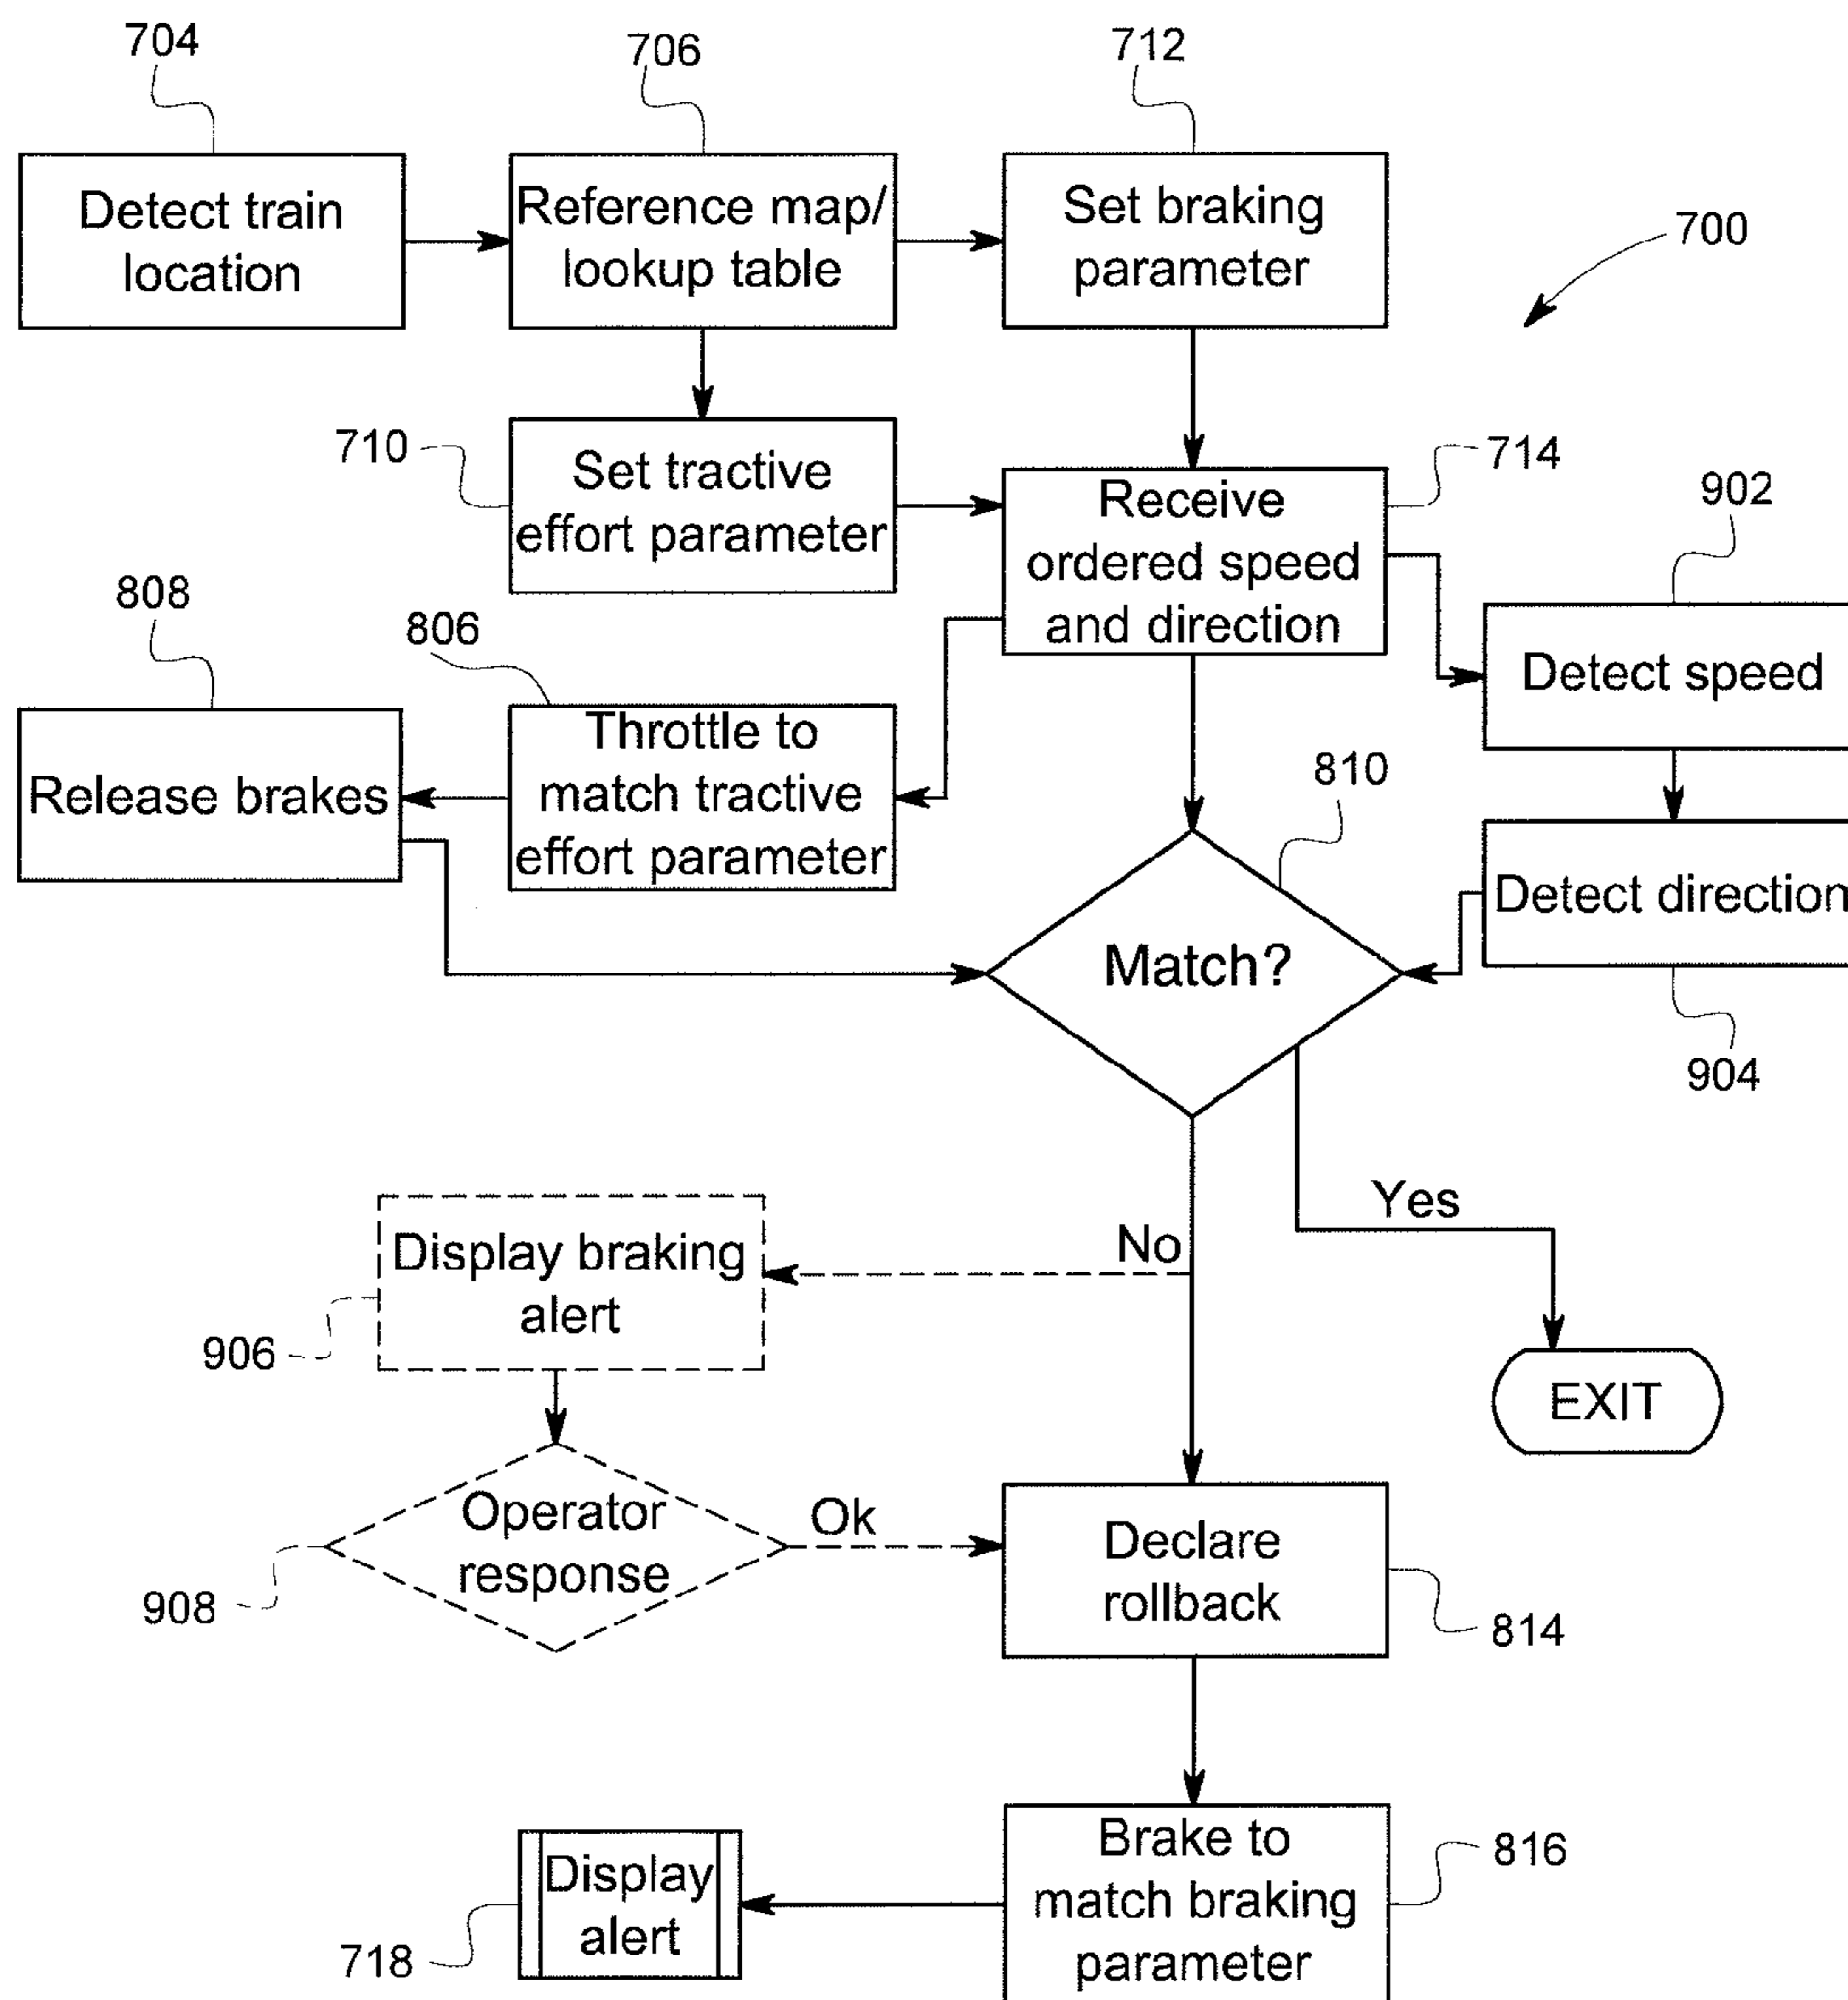 704
706
712
Detect train
location
Reference map/
lookup table
Set braking
parameter
700
710
Set tractive
effort parameter
Receive
ordered speed
and direction
714
902
808
806
Detect speed
Release brakes
Throttle to
match tractive
effort parameter
810
Match?
Detect direction
904
Display braking
alert
No
Yes
906
EXIT
Operator
response
Ok
908
Declare
rollback
814
Display
alert
718
Brake to
match braking
parameter
816